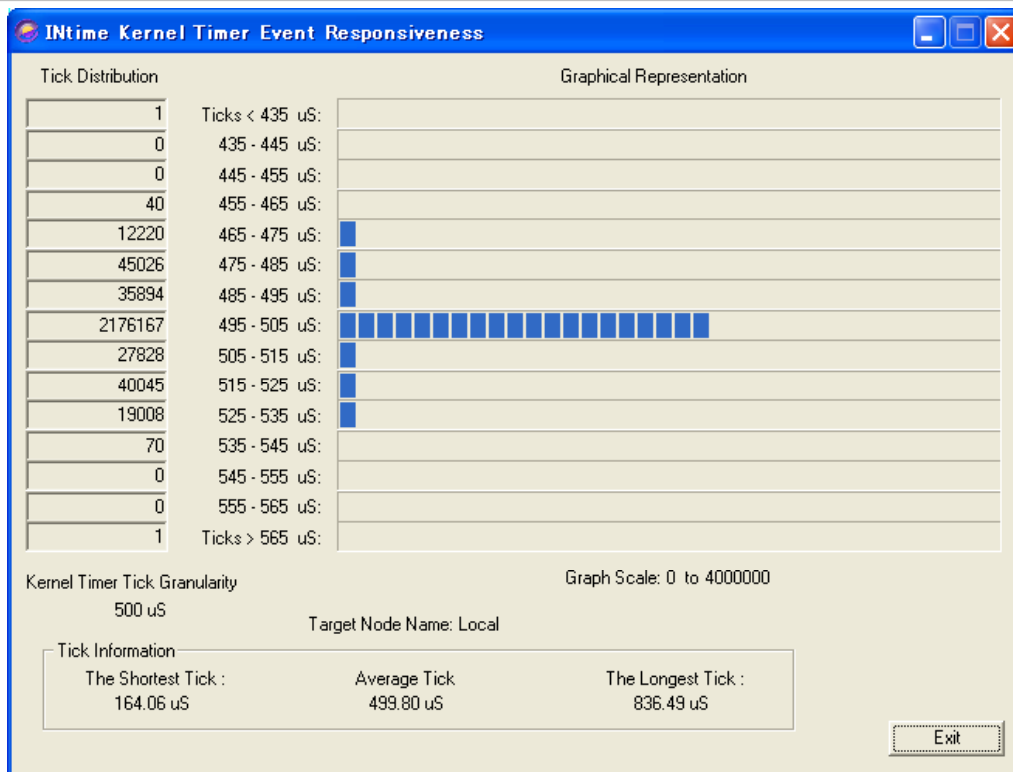 INtime Kernel Timer Event Responsiveness
Tick Distribution Graphical Representation
1 Ticks < 435 uS:
0 435 - 445 uS:
0 445 - 455 uS:
40 455 - 465 uS:
12220 465 - 475 uS:
45026 475 - 485 uS:
35894 485 - 495 uS:
2176167 495 - 505 uS:
27828 505 - 515 uS:
40045 515 - 525 uS:
19008 525 - 535 uS:
70 535 - 545 uS:
0 545 - 555 uS:
0 555 - 565 uS:
1 Ticks > 565 uS:
Kernel Timer Tick Granularity Graph Scale: 0 to 4000000
500 uS
Target Node Name: Local
Tick Information
The Shortest Tick : Average Tick The Longest Tick :
164.06 uS 499.80 uS 836.49 uS
Exit